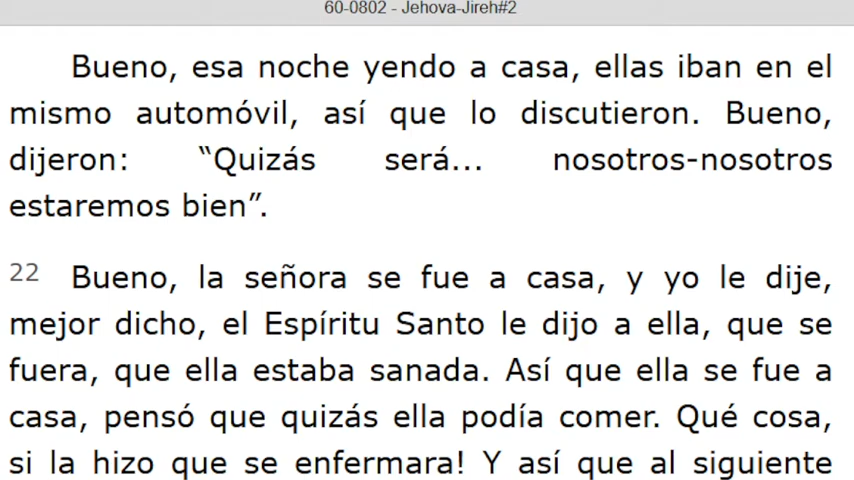 60-0802 - Jehova-Jireh#2
Bueno, esa noche yendo a casa, ellas iban en el
mismo automóvil, así que lo discutieron. Bueno,
dijeron: “Quizás será... nosotros-nosotros
estaremos bien”.
22 Bueno, la señora se fue a casa, y yo le dije,
mejor dicho, el Espíritu Santo le dijo a ella, que se
fuera, que ella estaba sanada. Así que ella se fue a
casa, pensó que quizás ella podía comer. Qué cosa,
si la hizo que se enfermara! Y así que al siguiente